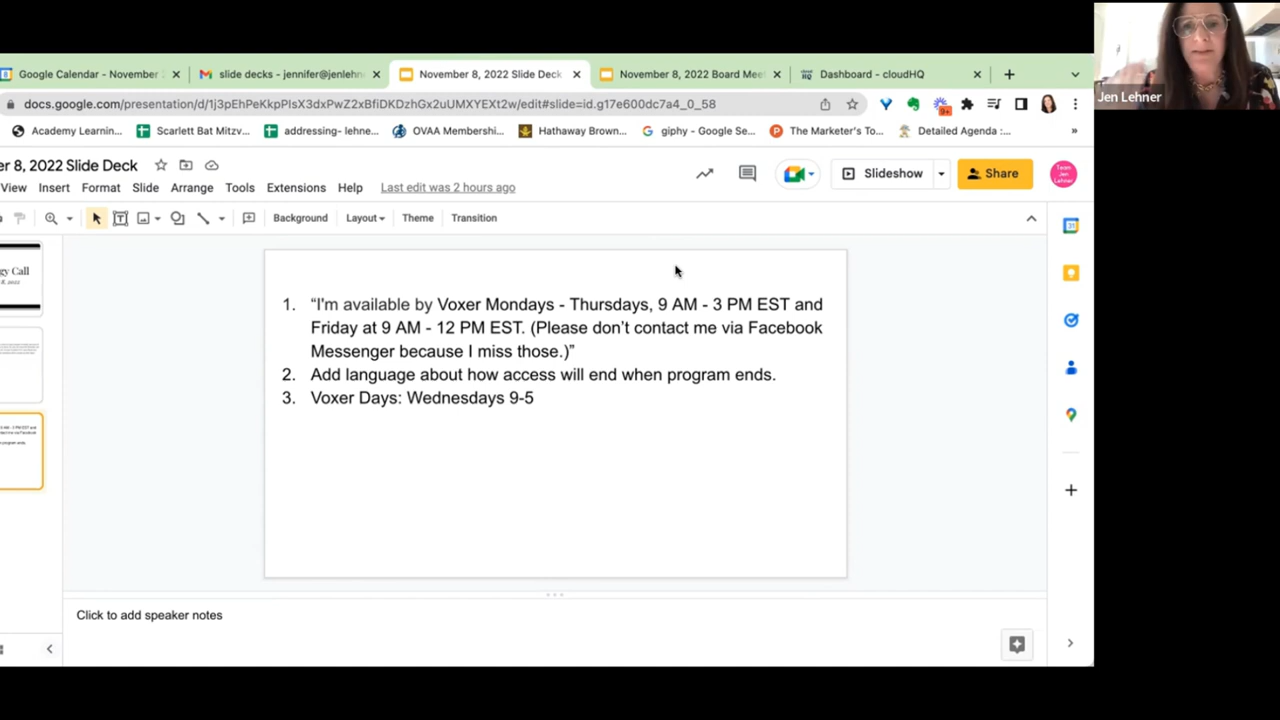 Google Calendar - November
slide decks - jennifer@jenlehn
November 8, 2022 Slide Deck
November 8, 2022 Board Mee
Dashboard - cloudHQ
docs.google.com/presentation/d/1j3pEhPeKkpPIsX3dxPwZ2xBfiDKDzhGx2uUMXYEXt2w/edit#slide=id.g17e600dc7a4_0_58
9+
Academy Learnin...
Scarlett Bat Mitzv...
addressing- lehne...
OVAA Membershi...
Hathaway Brown...
giphy - Google Se...
The Marketer's To...
Detailed Agenda :...
er 8, 2022 Slide Deck
View Insert Format Slide Arrange Tools Extensions Help Last edit was 2 hours ago
Slideshow
Share
Background Layout Theme Transition
gy Call
1. “I'm available by Voxer Mondays - Thursdays, 9 AM - 3 PM EST and
Friday at 9 AM - 12 PM EST. (Please don’t contact me via Facebook
Messenger because I miss those.)”
2. Add language about how access will end when program ends.
3. Voxer Days: Wednesdays 9-5
Click to add speaker notes
Jen Lehner